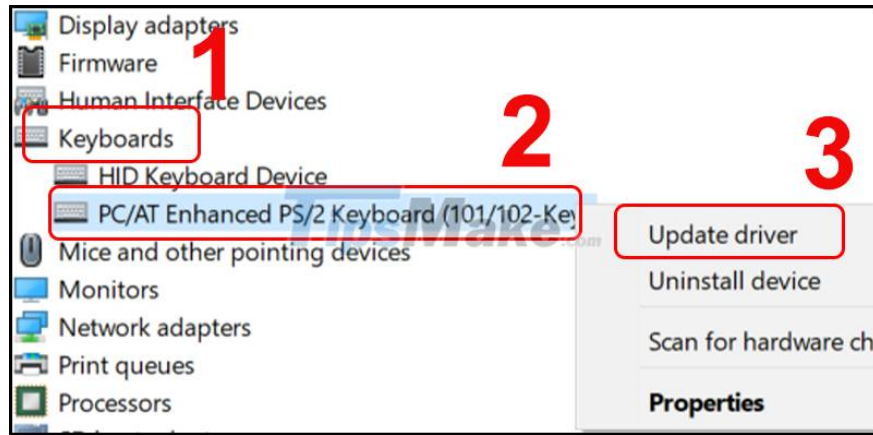 Display adapters
1
Firmware
Human Interface Devices
2
Keyboards
3
HID Keyboard Device
PC/AT Enhanced PS/2 Keyboard (101/102-Key
TipsMake.com
Update driver
Mice and other pointing devices
Uninstall device
Monitors
Network adapters
Scan for hardware ch
Print queues
Processors
Properties